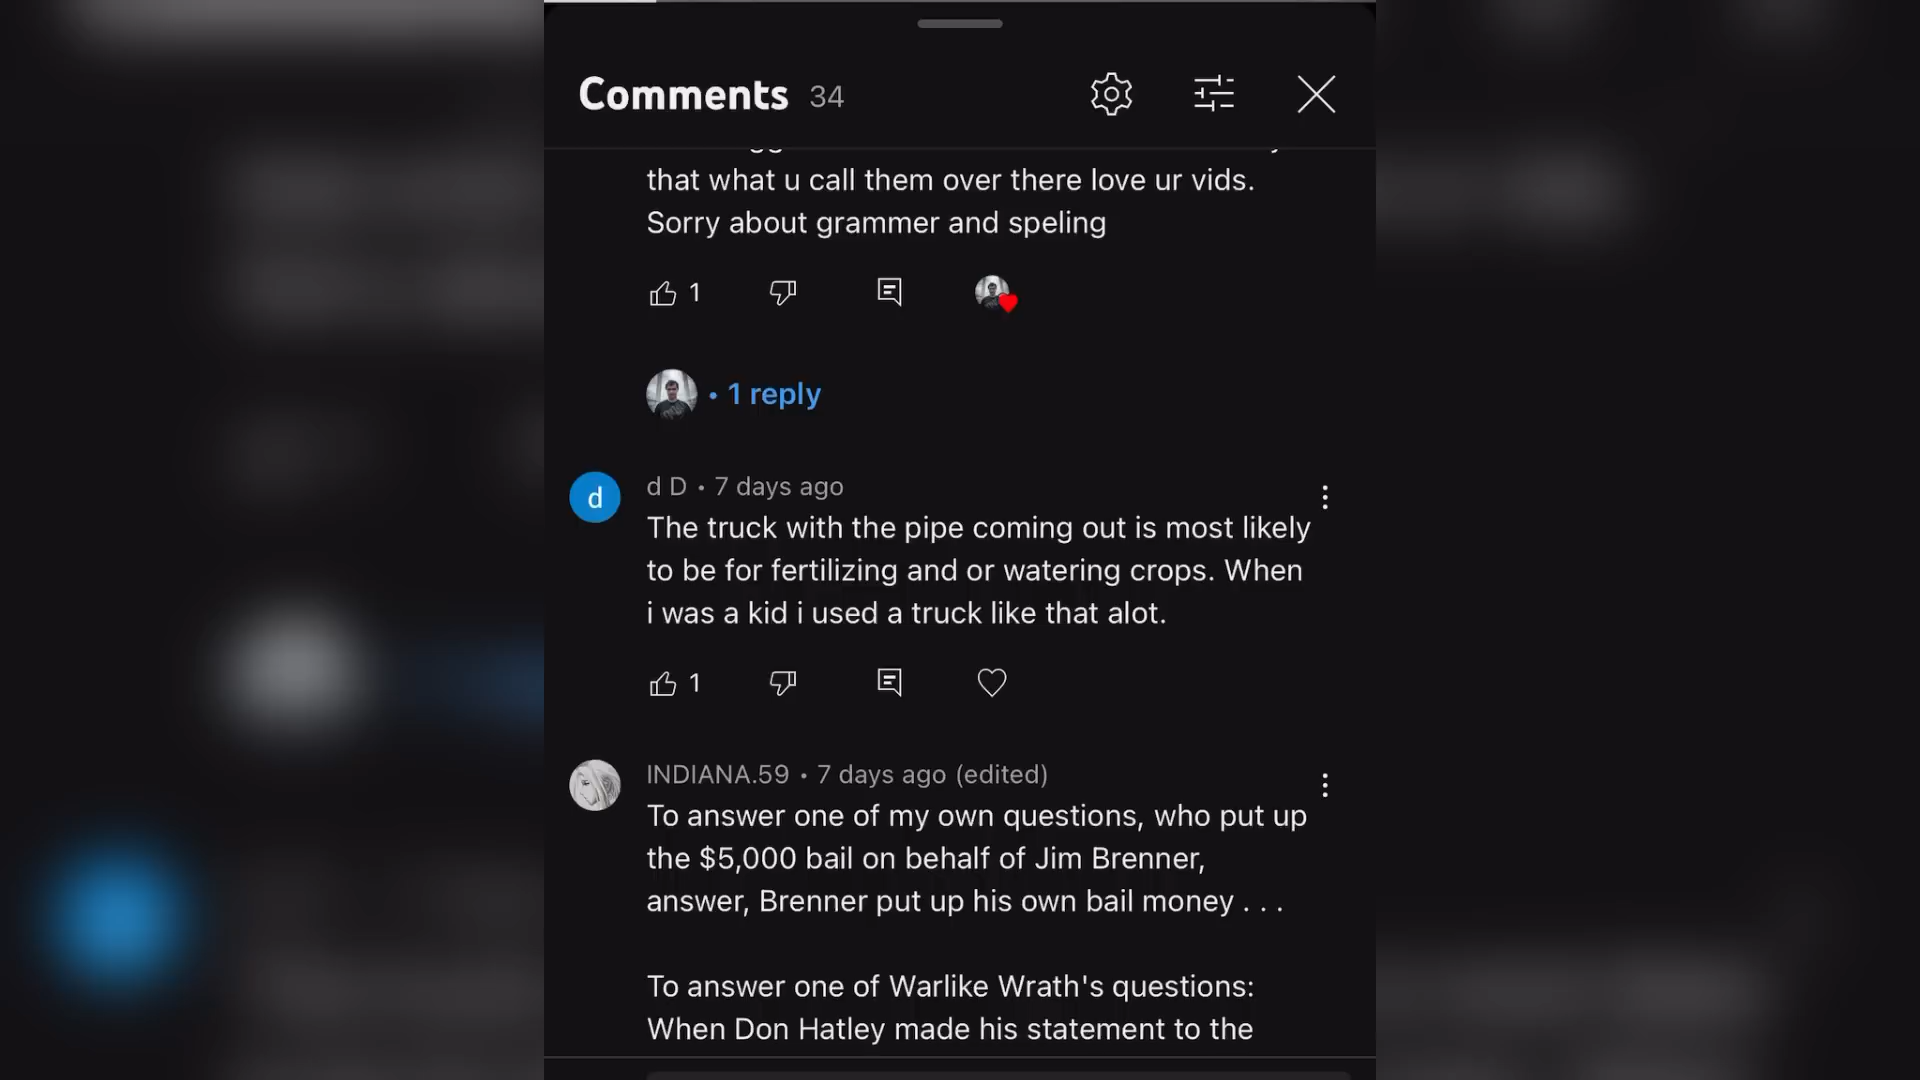 Comments 34
that what u call them over there love ur vids.
Sorry about grammer and speling
1
• 1 reply
d
d D • 7 days ago
The truck with the pipe coming out is most likely
to be for fertilizing and or watering crops. When
i was a kid i used a truck like that alot.
1
INDIANA.59 • 7 days ago (edited)
To answer one of my own questions, who put up
the $5,000 bail on behalf of Jim Brenner,
answer, Brenner put up his own bail money . . .
To answer one of Warlike Wrath's questions:
When Don Hatley made his statement to the